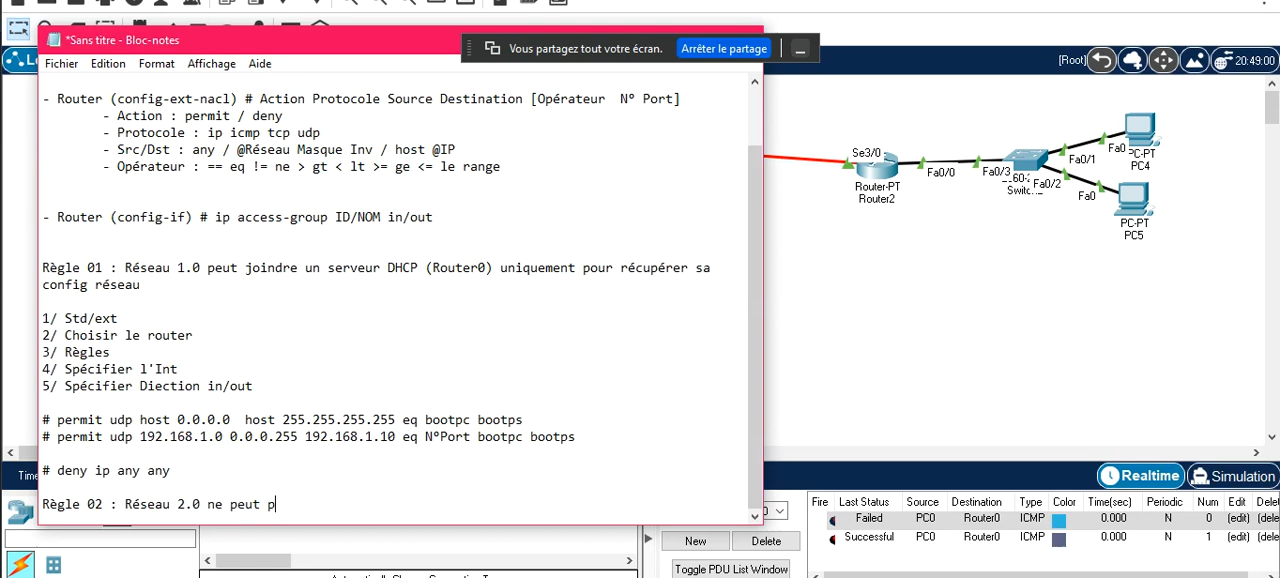 *Sans titre - Bloc-notes
Vous partagez tout votre écran.
Arrêter le partage
[Root]
20:49:00
Fichier Edition Format Affichage Aide
- Router (config-ext-nacl) # Action Protocole Source Destination [Opérateur  Nº Port]
- Action : permit / deny
- Protocole : ip icmp tcp udp
- Src/Dst : any / @Réseau Masque Inv / host @IP
- Opérateur : == eq != ne > gt < lt >= ge <= le range
- Router (config-if) # ip access-group ID/NOM in/out
Règle 01 : Réseau 1.0 peut joindre un serveur DHCP (Router0) uniquement pour récupérer sa
config réseau
1/ Std/ext
2/ Choisir le router
3/ Règles
4/ Spécifier l'Int
5/ Spécifier Diection in/out
# permit udp host 0.0.0.0  host 255.255.255.255 eq bootpc bootps
# permit udp 192.168.1.0 0.0.0.255 192.168.1.10 eq NºPort bootpc bootps
# deny ip any any
Règle 02 : Réseau 2.0 ne peut p
Se3/0
Router-PT
Router2
Fa0/0
Fa0/3
Fa0/1
Fa0/2
Fa0
PC-PT
PC4
Fa0
PC-PT
PC5
Time
Realtime
Simulation
New
Delete
Toggle PDU List Window
Fire Last Status Source Destination Type Color Time(sec) Periodic Num Edit Dele
Failed PC0 Router0 ICMP 0.000 N 0 (edit) (dele
Successful PC0 Router0 ICMP 0.000 N 1 (edit) (dele